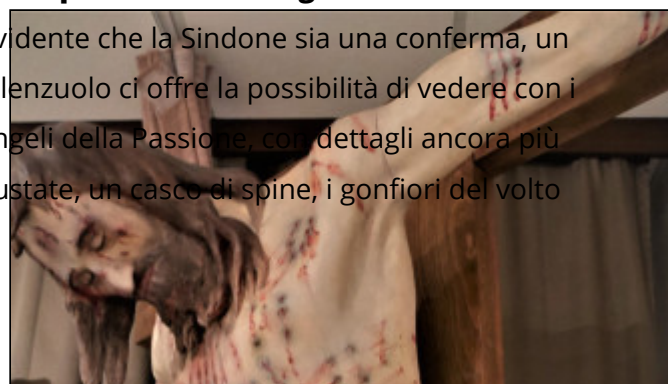 vidente che la Sindone sia una conferma, un
lenzuolo ci offre la possibilità di vedere con i
ngeli della Passione, con dettagli ancora più
ustate, un casco di spine, i gonfiori del volto